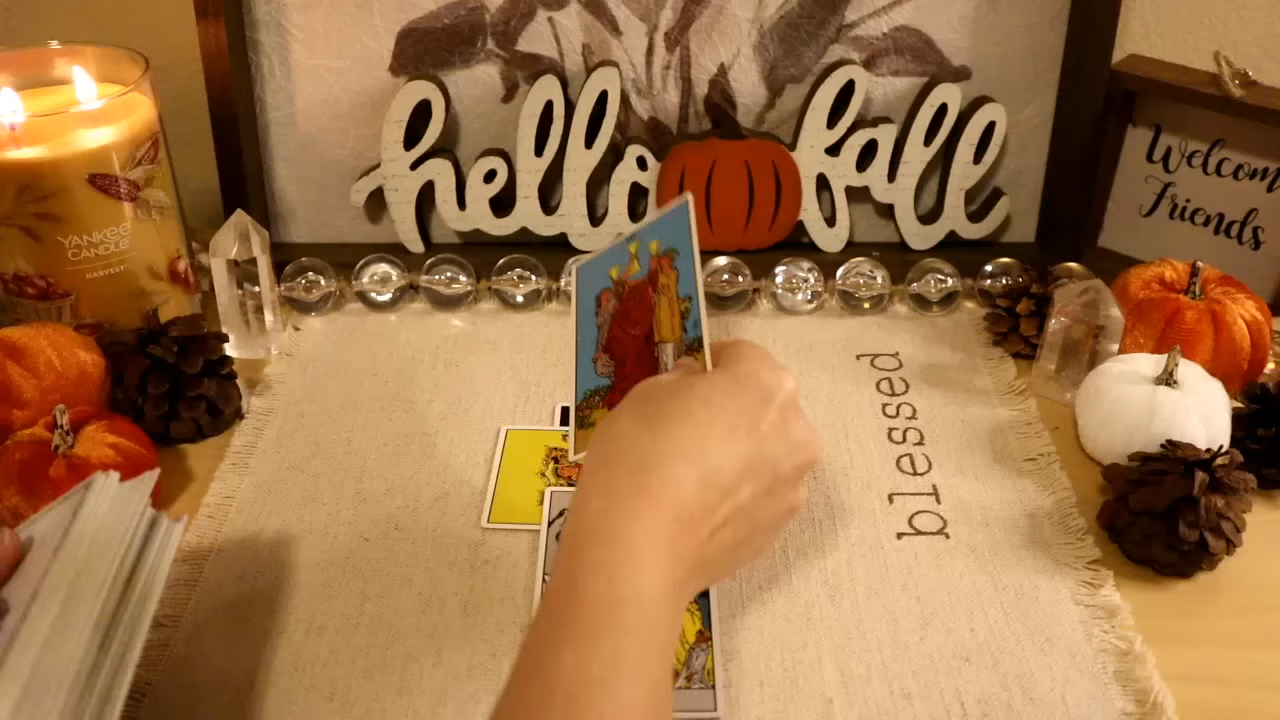 hello fall
YANKEE
CANDLE
HARVEST
Welcome
Friends
blessed